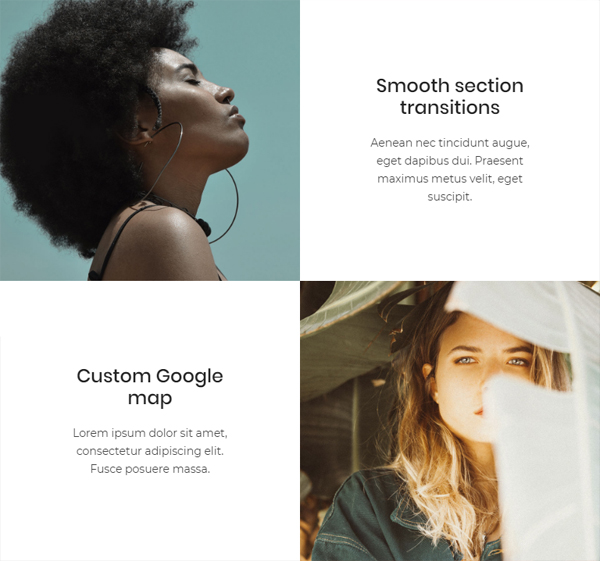 Smooth section
transitions
Aenean nec tincidunt augue,
eget dapibus dui. Praesent
maximus metus velit, eget
suscipit.
Custom Google
map
Lorem ipsum dolor sit amet,
consectetur adipiscing elit.
Fusce posuere massa.